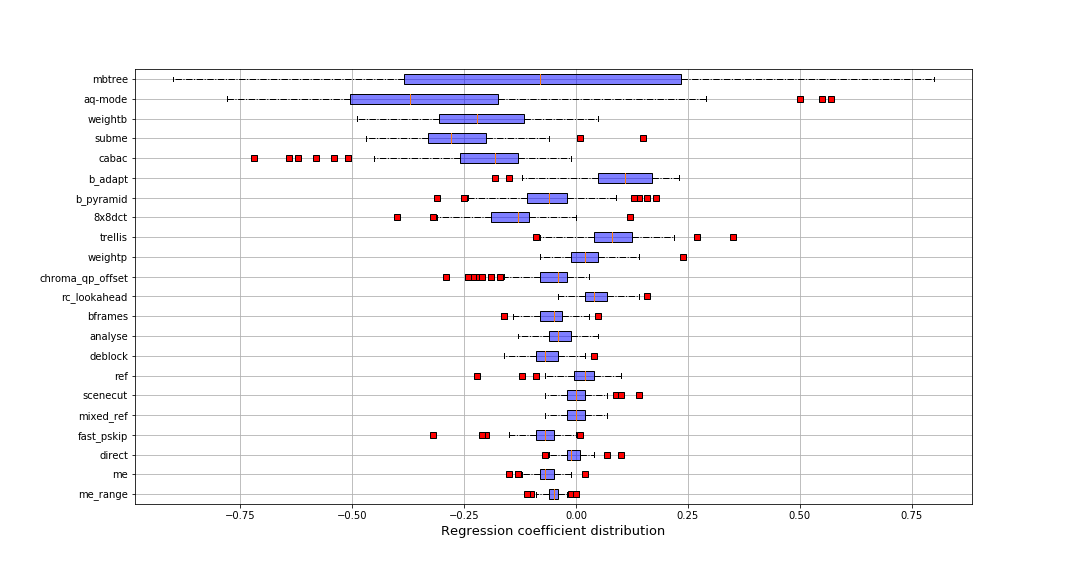 mbtree
aq-mode
weightb
subme
cabac
b_adapt
b_pyramid
8x8dct
trellis
weightp
chroma_qp_offset
rc_lookahead
bframes
analyse
deblock
ref
scenecut
mixed_ref
fast_pskip
direct
me
me_range
−0.75 −0.50 −0.25 0.00 0.25 0.50 0.75
Regression coefficient distribution